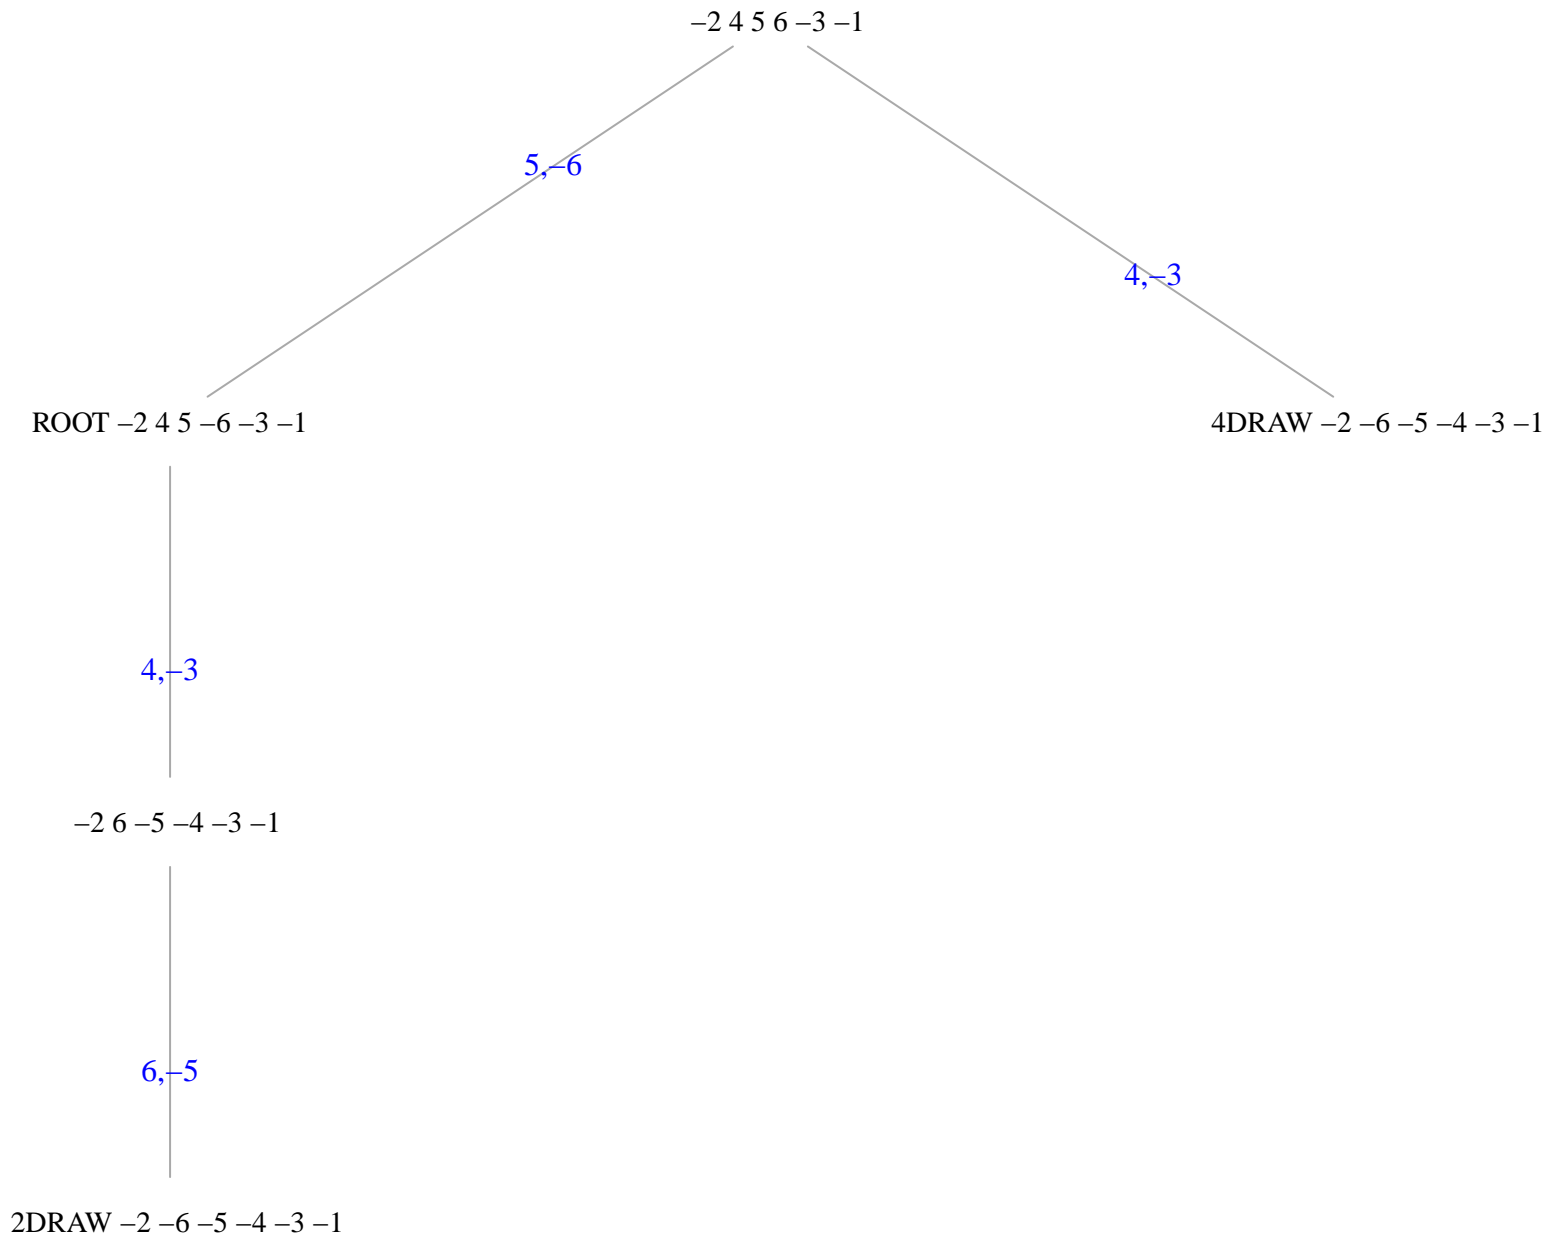 –2 4 5 6 –3 –1
5,–6
4,–3
ROOT –2 4 5 –6 –3 –1
4DRAW –2 –6 –5 –4 –3 –1
4,–3
–2 6 –5 –4 –3 –1
6,–5
2DRAW –2 –6 –5 –4 –3 –1